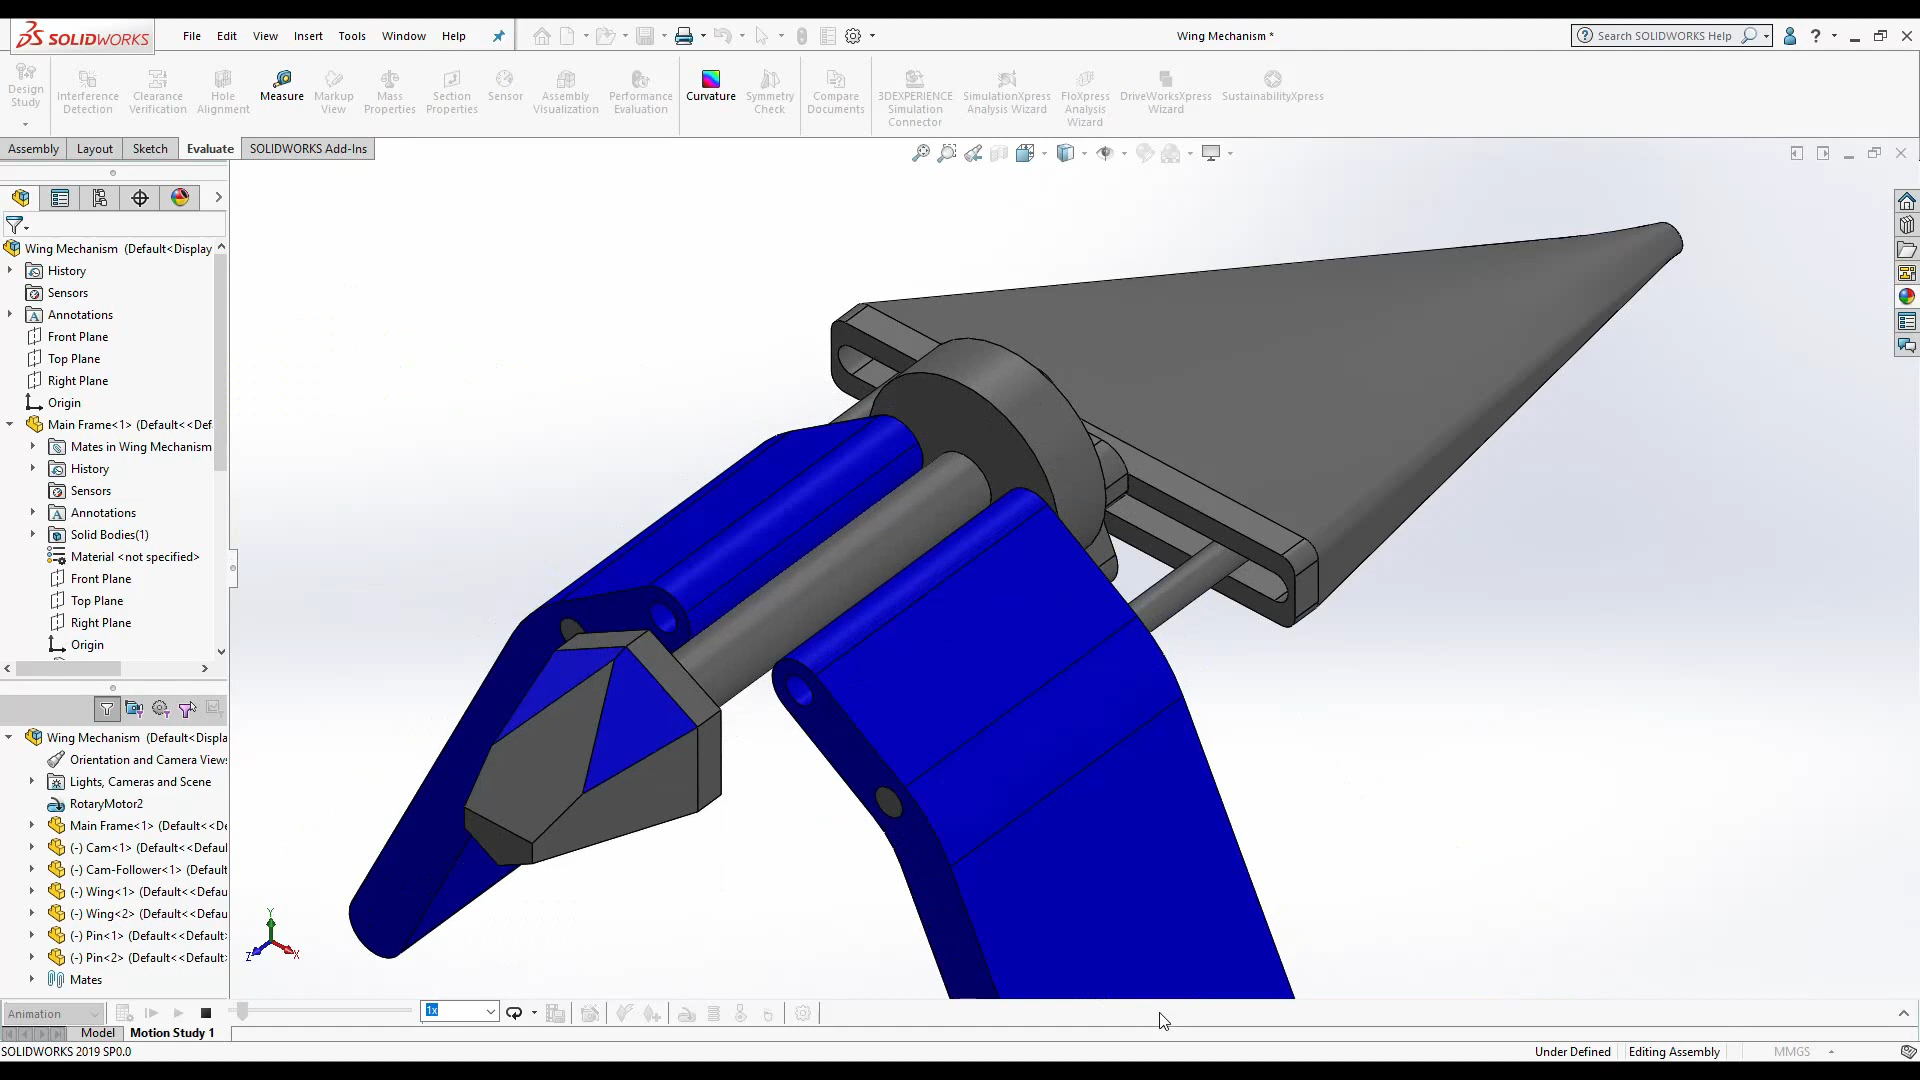 SOLIDWORKS
File Edit View Insert Tools Window Help
Wing Mechanism *
Search SOLIDWORKS Help
Design Study
Interference Detection
Clearance Verification
Hole Alignment
Measure
Markup View
Mass Properties
Section Properties
Sensor
Assembly Visualization
Performance Evaluation
Curvature
Symmetry Check
Compare Documents
3DEXPERIENCE Simulation Connector
SimulationXpress Analysis Wizard
FloXpress Analysis Wizard
DriveWorksXpress Wizard
SustainabilityXpress
Assembly Layout Sketch Evaluate SOLIDWORKS Add-Ins
Wing Mechanism (Default<Display
History
Sensors
Annotations
Front Plane
Top Plane
Right Plane
Origin
Main Frame<1> (Default<<Def
Mates in Wing Mechanism
History
Sensors
Annotations
Solid Bodies(1)
Material <not specified>
Front Plane
Top Plane
Right Plane
Origin
Wing Mechanism (Default<Displa
Orientation and Camera View
Lights, Cameras and Scene
RotaryMotor2
Main Frame<1> (Default<<De
(-) Cam<1> (Default<<Defaul
(-) Cam-Follower<1> (Default
(-) Wing<1> (Default<<Defau
(-) Wing<2> (Default<<Defau
(-) Pin<1> (Default<<Default
(-) Pin<2> (Default<<Default
Mates
Y
Z X
Animation
1x
Model Motion Study 1
SOLIDWORKS 2019 SP0.0
Under Defined Editing Assembly MMGS